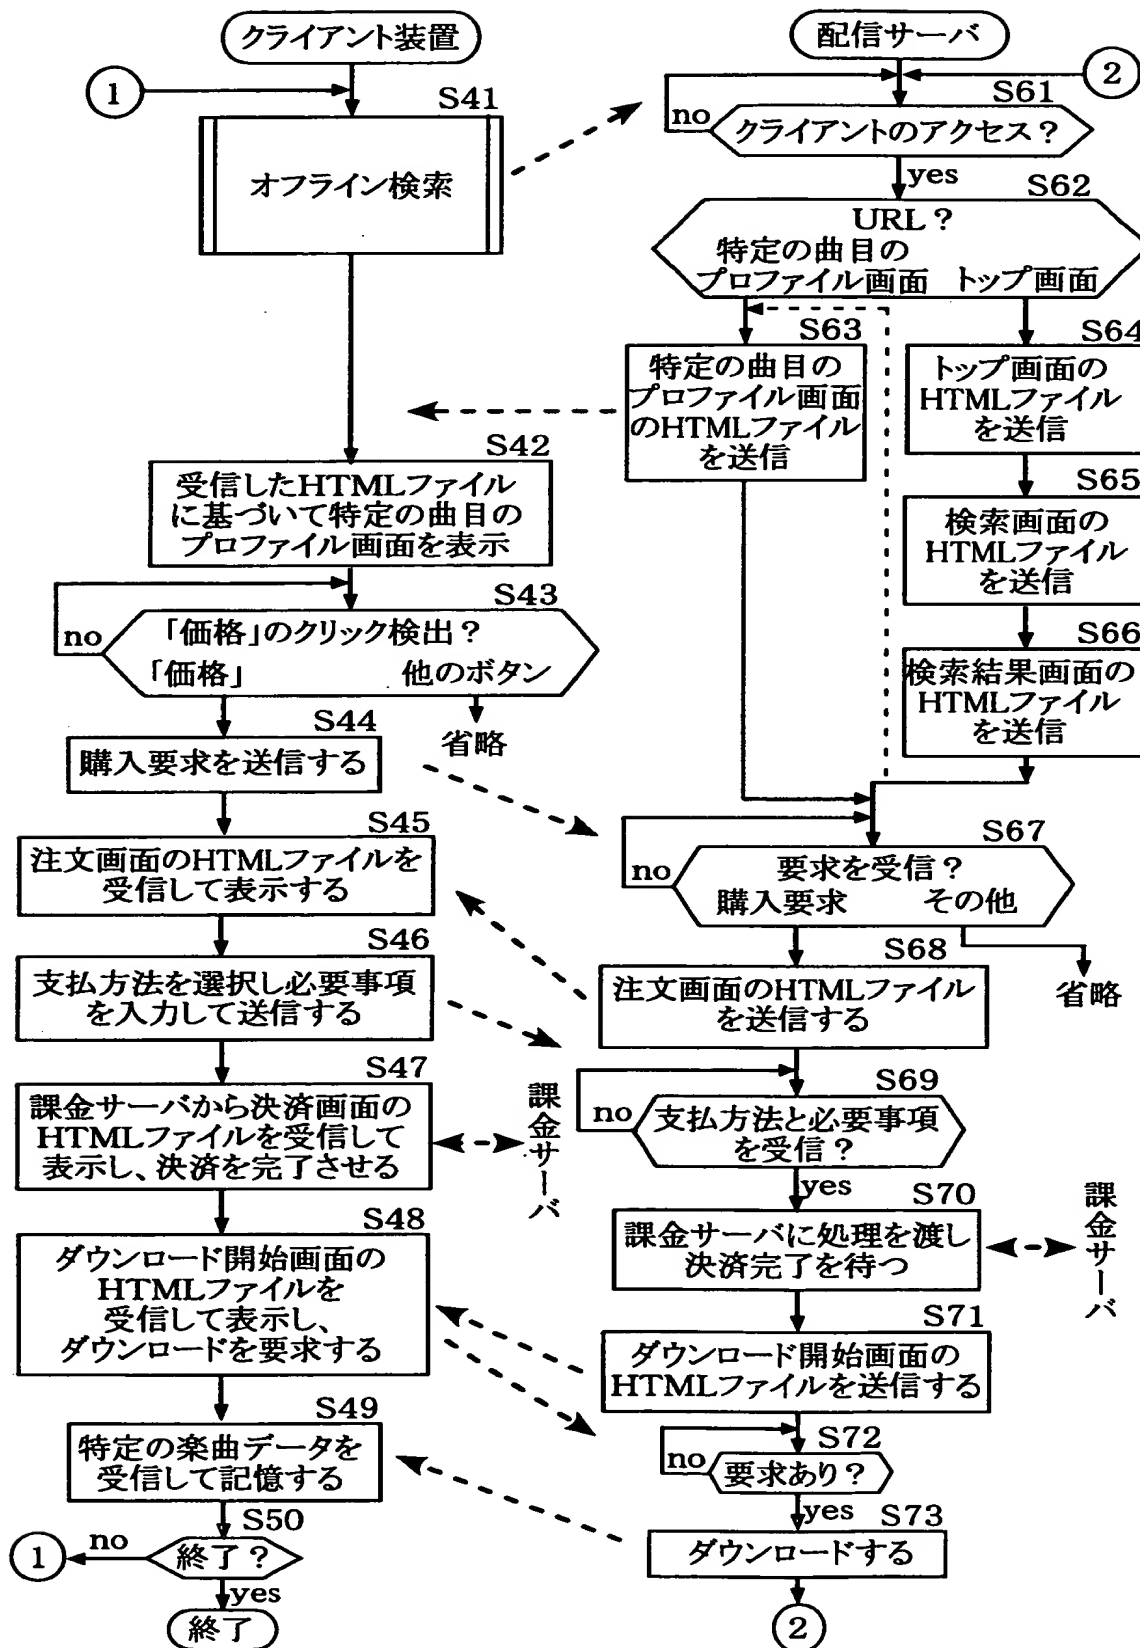 クライアント装置
1
S41
オフライン検索
S42
受信したHTMLファイル
に基づいて特定の曲目の
プロファイル画面を表示
S43
no
「価格」のクリック検出？
「価格」 他のボタン
省略
S44
購入要求を送信する
S45
注文画面のHTMLファイルを
受信して表示する
S46
支払方法を選択し必要事項
を入力して送信する
S47
課金サーバから決済画面の
HTMLファイルを受信して
表示し、決済を完了させる
課金サーバ
S48
ダウンロード開始画面の
HTMLファイルを
受信して表示し、
ダウンロードを要求する
S49
特定の楽曲データを
受信して記憶する
S50
終了？
no
1
yes
終了
配信サーバ
2
S61
no
クライアントのアクセス？
yes
S62
URL？
特定の曲目の
プロファイル画面 トップ画面
S63
特定の曲目の
プロファイル画面
のHTMLファイル
を送信
S64
トップ画面の
HTMLファイル
を送信
S65
検索画面の
HTMLファイル
を送信
S66
検索結果画面の
HTMLファイル
を送信
S67
no
要求を受信？
購入要求 その他
省略
S68
注文画面のHTMLファイル
を送信する
S69
no
支払方法と必要事項
を受信？
yes
S70
課金サーバに処理を渡し
決済完了を待つ
課金サーバ
S71
ダウンロード開始画面の
HTMLファイルを送信する
S72
no
要求あり？
yes
S73
ダウンロードする
2